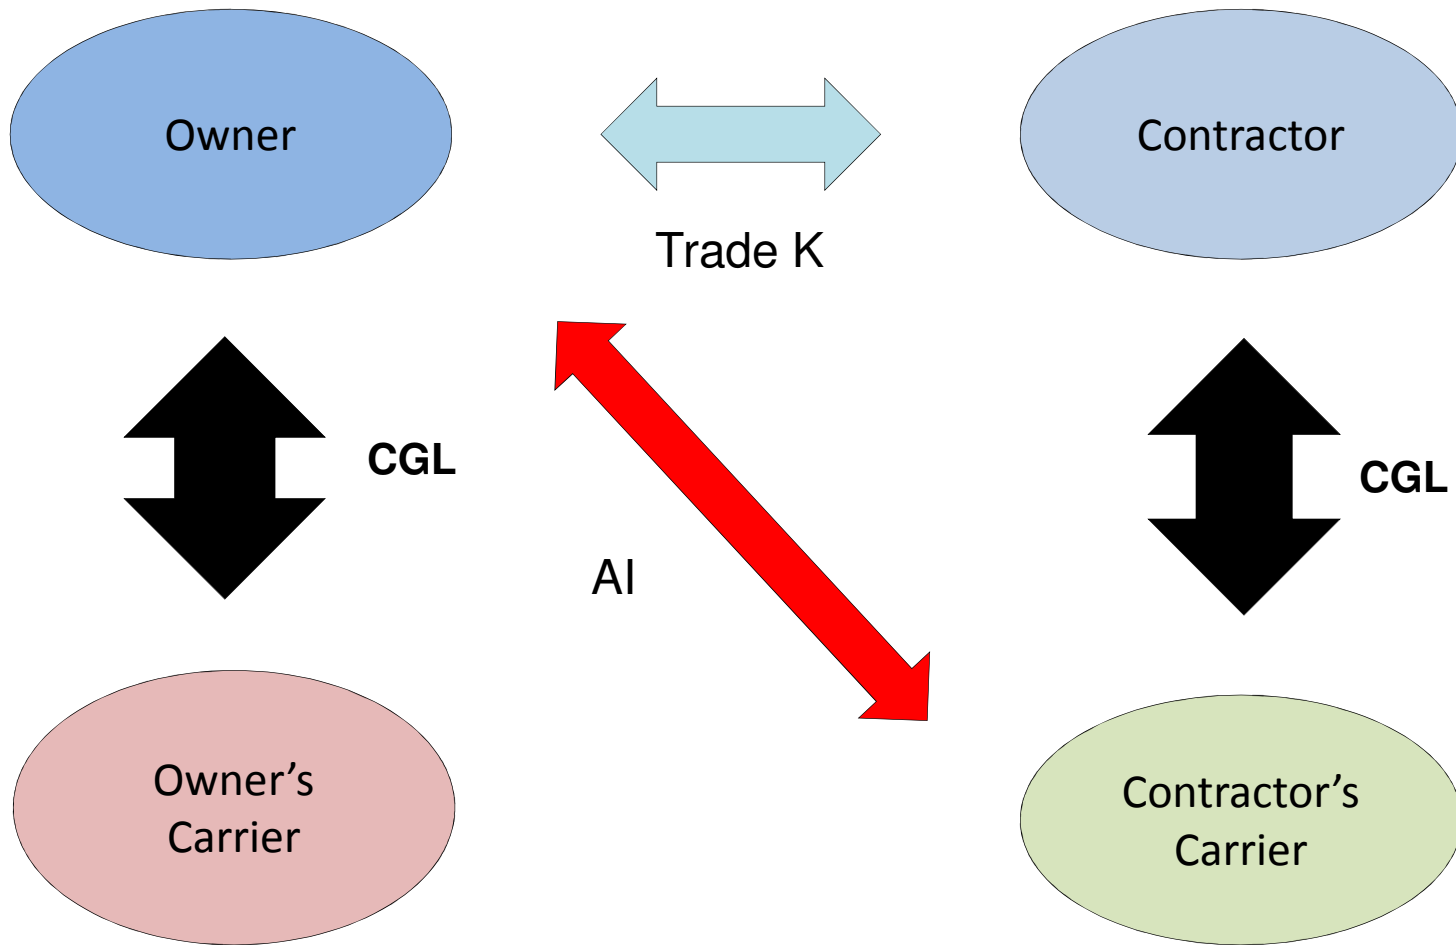 Owner
Contractor
Trade K
CGL
CGL
AI
Owner’s
Carrier
Contractor’s
Carrier